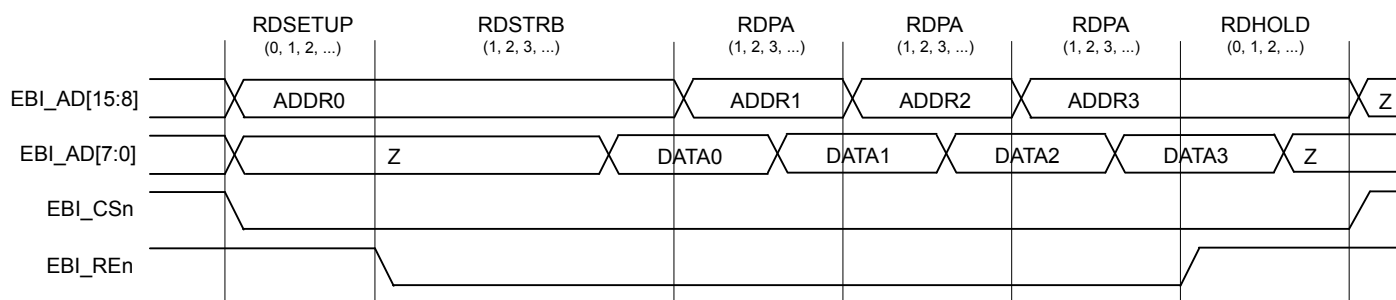 RDSETUP RDSTRB RDPA RDPA RDPA RDHOLD
(0, 1, 2, ...) (1, 2, 3, ...) (1, 2, 3, ...) (1, 2, 3, ...) (1, 2, 3, ...) (0, 1, 2, ...)
EBI_AD[15:8] ADDR0 ADDR1 ADDR2 ADDR3 Z
EBI_AD[7:0] Z DATA0 DATA1 DATA2 DATA3 Z
EBI_CSn
EBI_REn